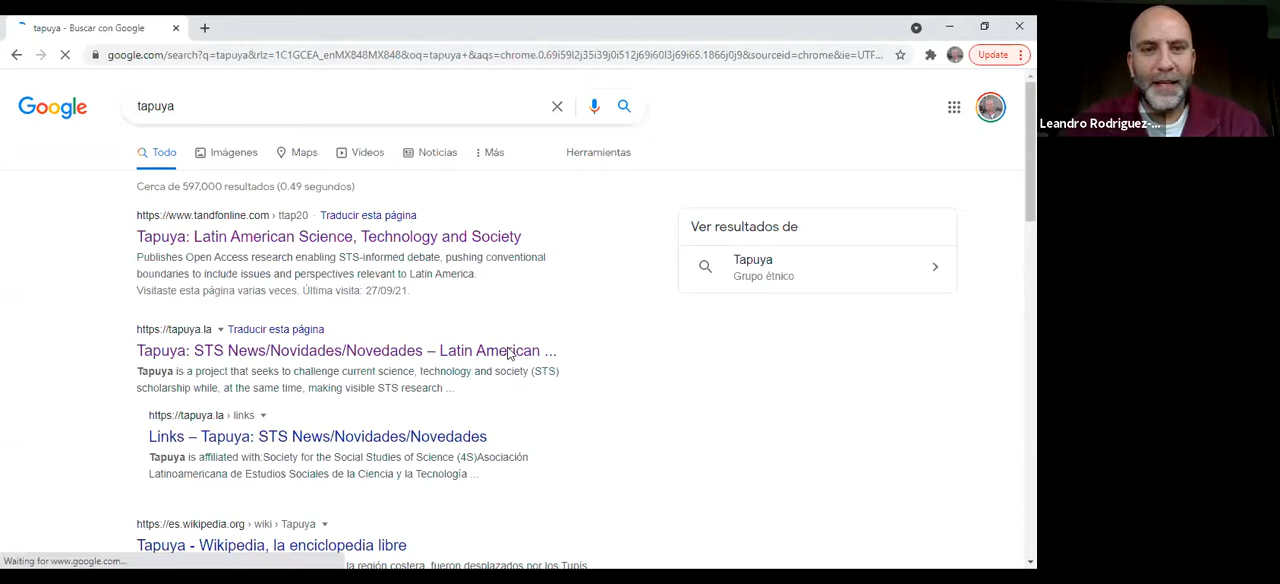 tapuya - Buscar con Google
google.com/search?q=tapuya&rlz=1C1GCEA_enMX848MX848&oq=tapuya+&aqs=chrome.0.69i59l2j35i39j0i512j69i60l3j69i65.1866j0j9&sourceid=chrome&ie=UTF...
Update
Leandro Rodriguez-...
Google
tapuya
Todo Imágenes Maps Vídeos Noticias Más Herramientas
Cerca de 597,000 resultados (0.49 segundos)
https://www.tandfonline.com › ttap20 · Traducir esta página
Tapuya: Latin American Science, Technology and Society
Publishes Open Access research enabling STS-informed debate, pushing conventional
boundaries to include issues and perspectives relevant to Latin America.
Visitaste esta página varias veces. Última visita: 27/09/21.
Ver resultados de
Tapuya
Grupo étnico
https://tapuya.la Traducir esta página
Tapuya: STS News/Novidades/Novedades – Latin American ...
Tapuya is a project that seeks to challenge current science, technology and society (STS)
scholarship while, at the same time, making visible STS research ...
https://tapuya.la › links
Links – Tapuya: STS News/Novidades/Novedades
Tapuya is affiliated with:Society for the Social Studies of Science (4S)Asociación
Latinoamericana de Estudios Sociales de la Ciencia y la Tecnología ...
https://es.wikipedia.org › wiki › Tapuya
Tapuya - Wikipedia, la enciclopedia libre
la región costera, fueron desplazados por los Tupís
Waiting for www.google.com...